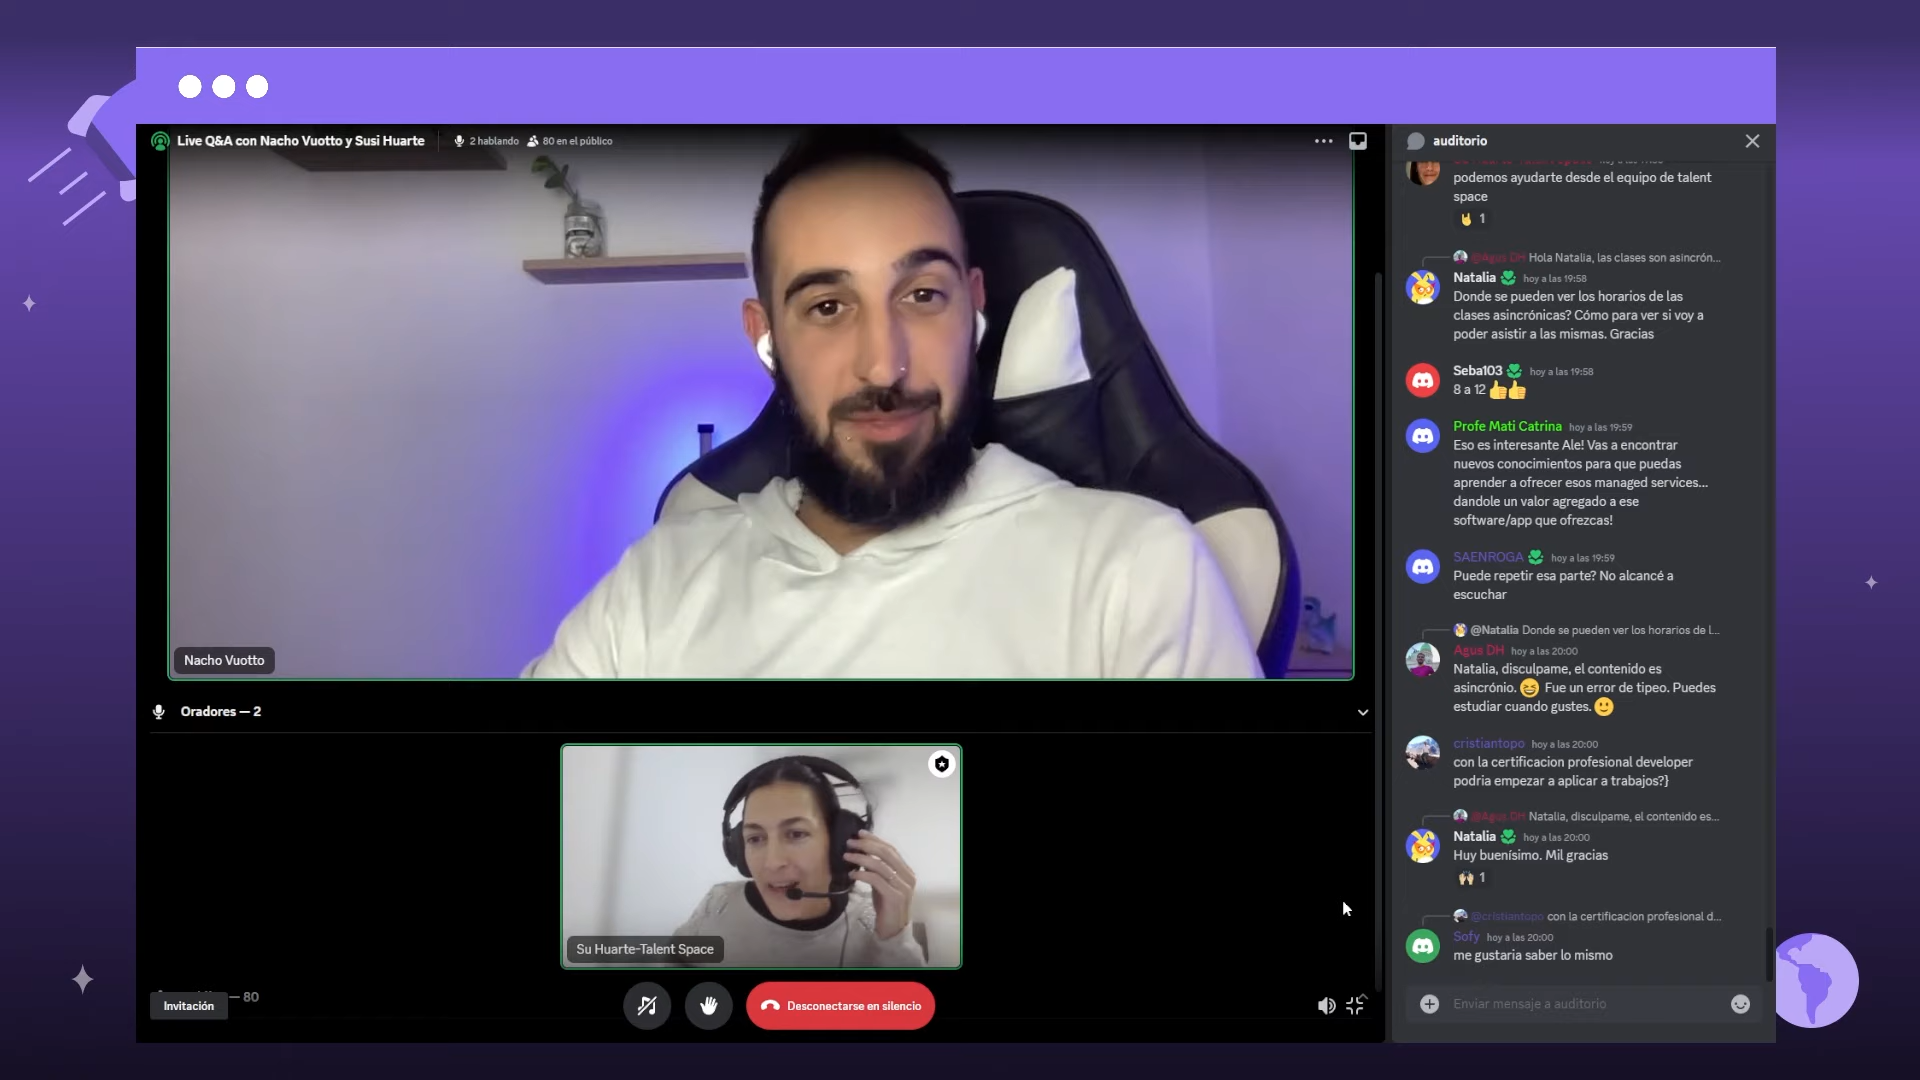 Live Q&A con Nacho Vuotto y Susi Huarte
2 hablando
80 en el público
Nacho Vuotto
Oradores — 2
Su Huarte-Talent Space
— 80
Invitación
Desconectarse en silencio
auditorio
podemos ayudarte desde el equipo de talent
space
1
@Agus DH Hola Natalia, las clases son asincrón...
Natalia hoy a las 19:58
Donde se pueden ver los horarios de las
clases asincrónicas? Cómo para ver si voy a
poder asistir a las mismas. Gracias
Seba103 hoy a las 19:58
8 a 12 👍👍
Profe Mati Catrina hoy a las 19:59
Eso es interesante Ale! Vas a encontrar
nuevos conocimientos para que puedas
aprender a ofrecer esos managed services...
dandole un valor agregado a ese
software/app que ofrezcas!
SAENROGA hoy a las 19:59
Puede repetir esa parte? No alcancé a
escuchar
@Natalia Donde se pueden ver los horarios de l...
Agus DH hoy a las 20:00
Natalia, disculpame, el contenido es
asincrónio. 😆 Fue un error de tipeo. Puedes
estudiar cuando gustes. 🙂
cristiantopo hoy a las 20:00
con la certificacion profesional developer
podria empezar a aplicar a trabajos?}
@Agus DH Natalia, disculpame, el contenido es...
Natalia hoy a las 20:00
Huy buenísimo. Mil gracias
1
@cristiantopo con la certificacion profesional d...
Sofy hoy a las 20:00
me gustaria saber lo mismo
Enviar mensaje a auditorio